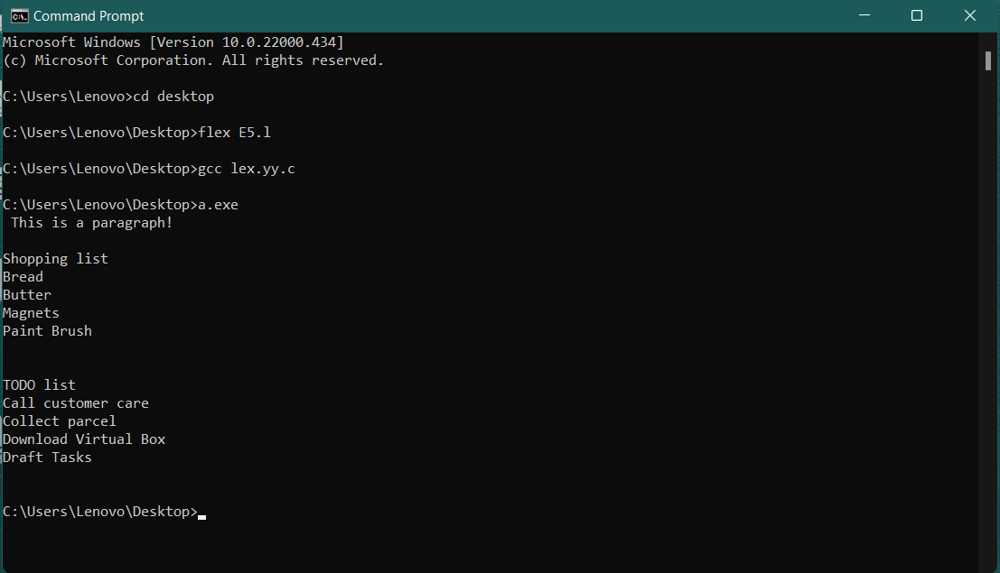 Command Prompt
Microsoft Windows [Version 10.0.22000.434]
(c) Microsoft Corporation. All rights reserved.
C:\Users\Lenovo>cd desktop
C:\Users\Lenovo\Desktop>flex E5.l
C:\Users\Lenovo\Desktop>gcc lex.yy.c
C:\Users\Lenovo\Desktop>a.exe
This is a paragraph!
Shopping list
Bread
Butter
Magnets
Paint Brush
TODO list
Call customer care
Collect parcel
Download Virtual Box
Draft Tasks
C:\Users\Lenovo\Desktop>